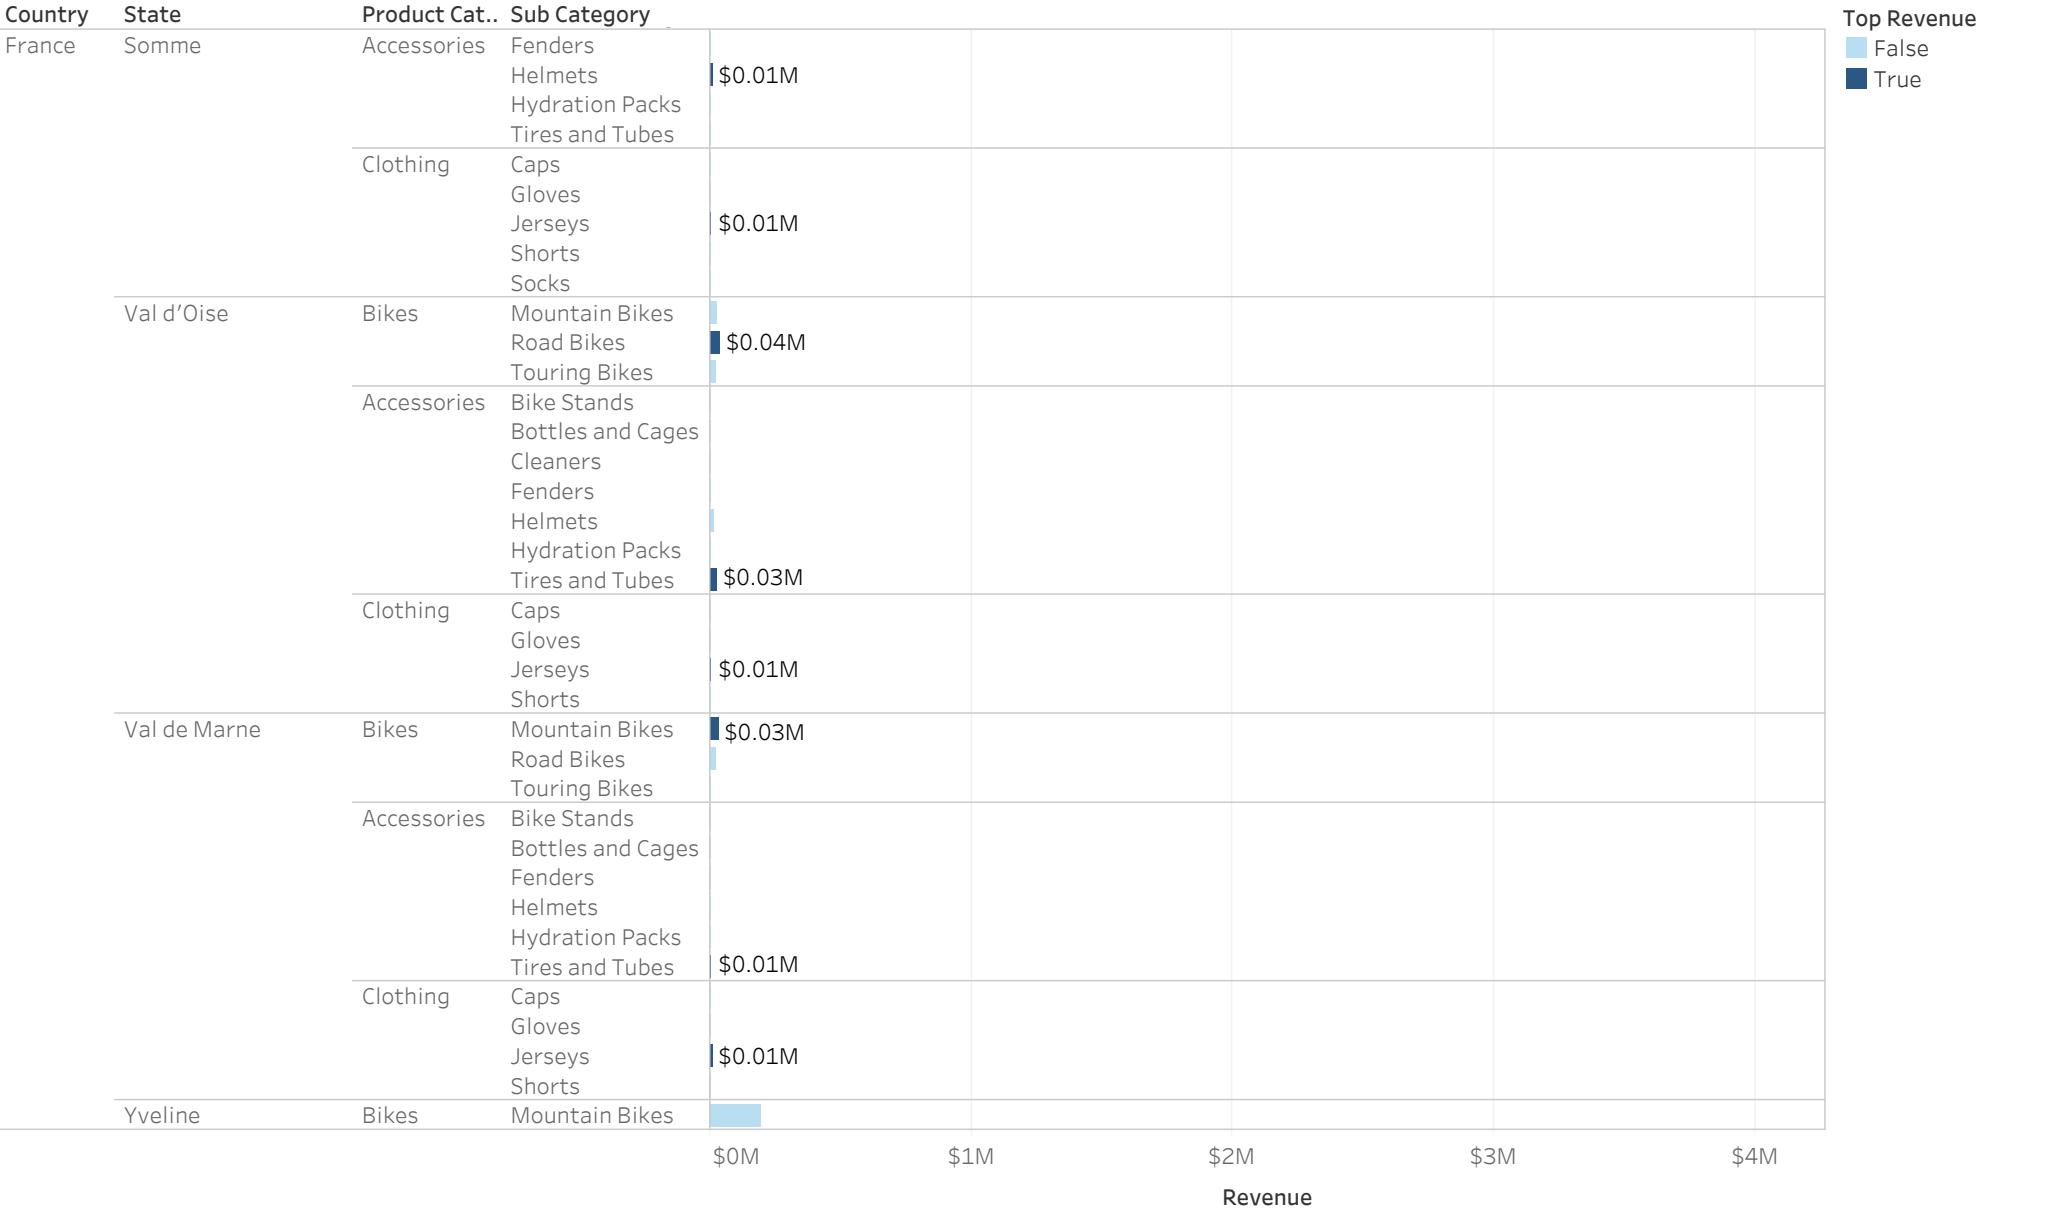 Country State Product Cat.. Sub Category
Top Revenue
False
True
France Somme Accessories Fenders
Helmets $0.01M
Hydration Packs
Tires and Tubes
Clothing Caps
Gloves
Jerseys $0.01M
Shorts
Socks
Val d’Oise Bikes Mountain Bikes
Road Bikes $0.04M
Touring Bikes
Accessories Bike Stands
Bottles and Cages
Cleaners
Fenders
Helmets
Hydration Packs
Tires and Tubes $0.03M
Clothing Caps
Gloves
Jerseys $0.01M
Shorts
Val de Marne Bikes Mountain Bikes $0.03M
Road Bikes
Touring Bikes
Accessories Bike Stands
Bottles and Cages
Fenders
Helmets
Hydration Packs
Tires and Tubes $0.01M
Clothing Caps
Gloves
Jerseys $0.01M
Shorts
Yveline Bikes Mountain Bikes
$0M $1M $2M $3M $4M
Revenue